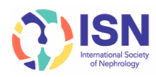 ISN
International Society
of Nephrology